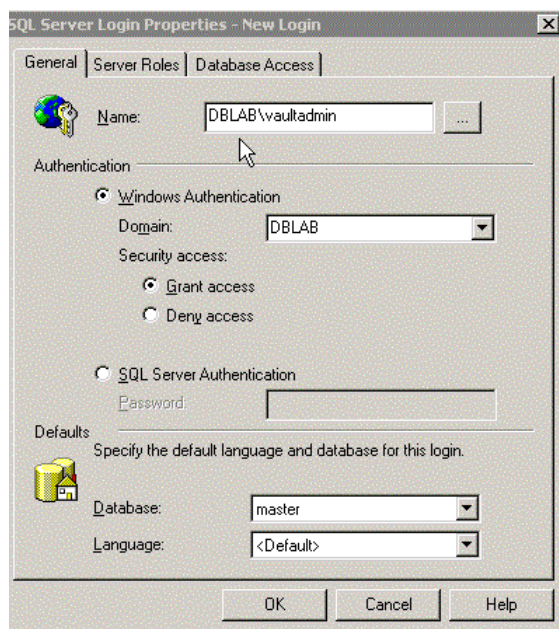 SQL Server Login Properties - New Login
General Server Roles Database Access
Name: DBLAB\vaultadmin ...
Authentication
Windows Authentication
Domain: DBLAB
Security access:
Grant access
Deny access
SQL Server Authentication
Password:
Defaults
Specify the default language and database for this login.
Database: master
Language: <Default>
OK Cancel Help